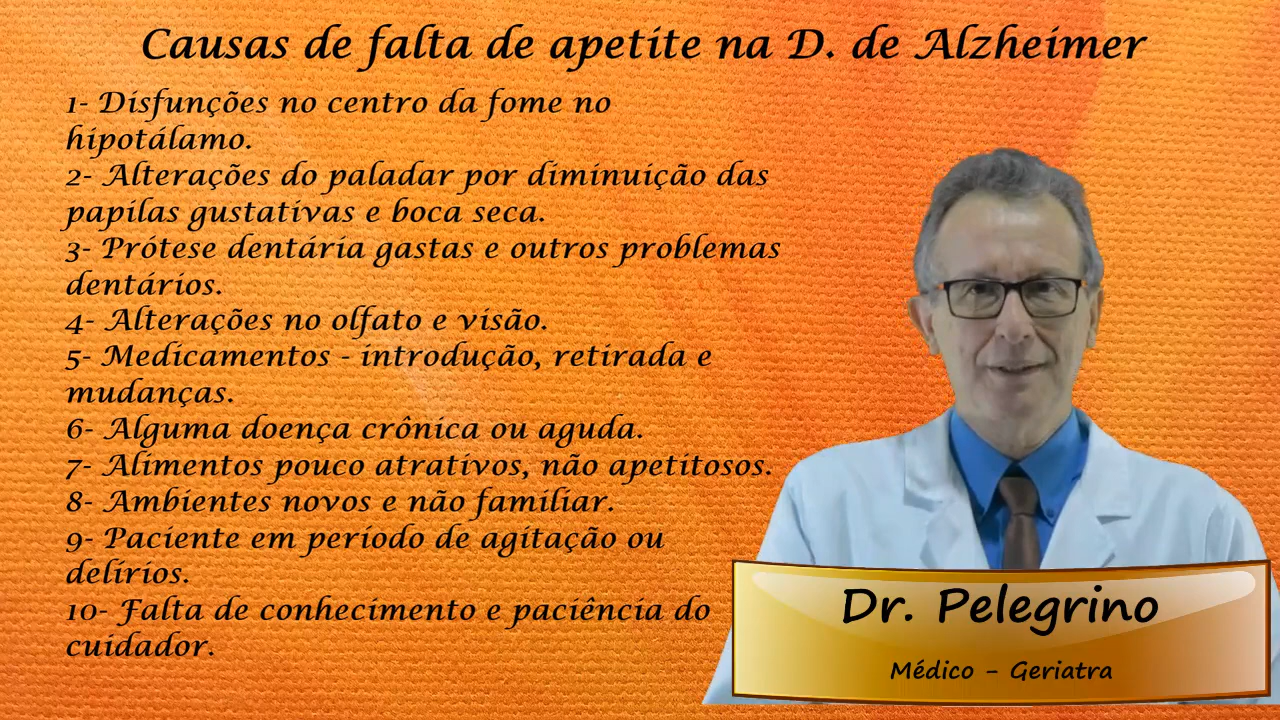 Causas de falta de apetite na D. de Alzheimer
1- Disfunções no centro da fome no
hipotálamo.
2- Alterações do paladar por diminuição das
papilas gustativas e boca seca.
3- Prótese dentária gastas e outros problemas
dentários.
4- Alterações no olfato e visão.
5- Medicamentos - introdução, retirada e
mudanças.
6- Alguma doença crônica ou aguda.
7- Alimentos pouco atrativos, não apetitosos.
8- Ambientes novos e não familiar.
9- Paciente em período de agitação ou
delírios.
10- Falta de conhecimento e paciência do
cuidador.
Dr. Pelegrino
Médico - Geriatra